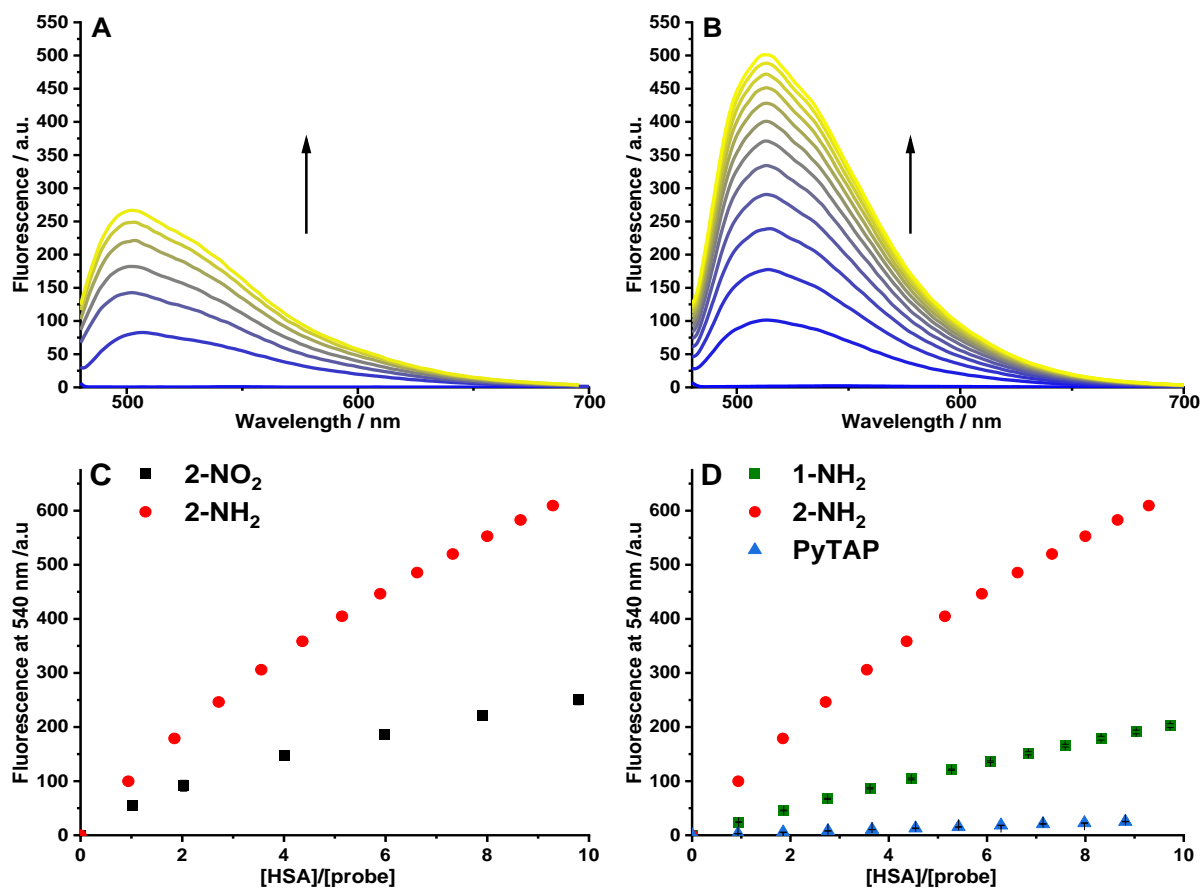 A
550
500
450
400
350
300
250
200
150
100
50
0
Fluorescence / a.u.
500
600
700
Wavelength / nm
B
550
500
450
400
350
300
250
200
150
100
50
0
Fluorescence / a.u.
500
600
700
Wavelength / nm
C
2-NO₂
2-NH₂
600
500
400
300
200
100
0
Fluorescence at 540 nm /a.u
0 2 4 6 8 10
[HSA]/[probe]
D
1-NH₂
2-NH₂
PyTAP
600
500
400
300
200
100
0
Fluorescence at 540 nm /a.u
0 2 4 6 8 10
[HSA]/[probe]